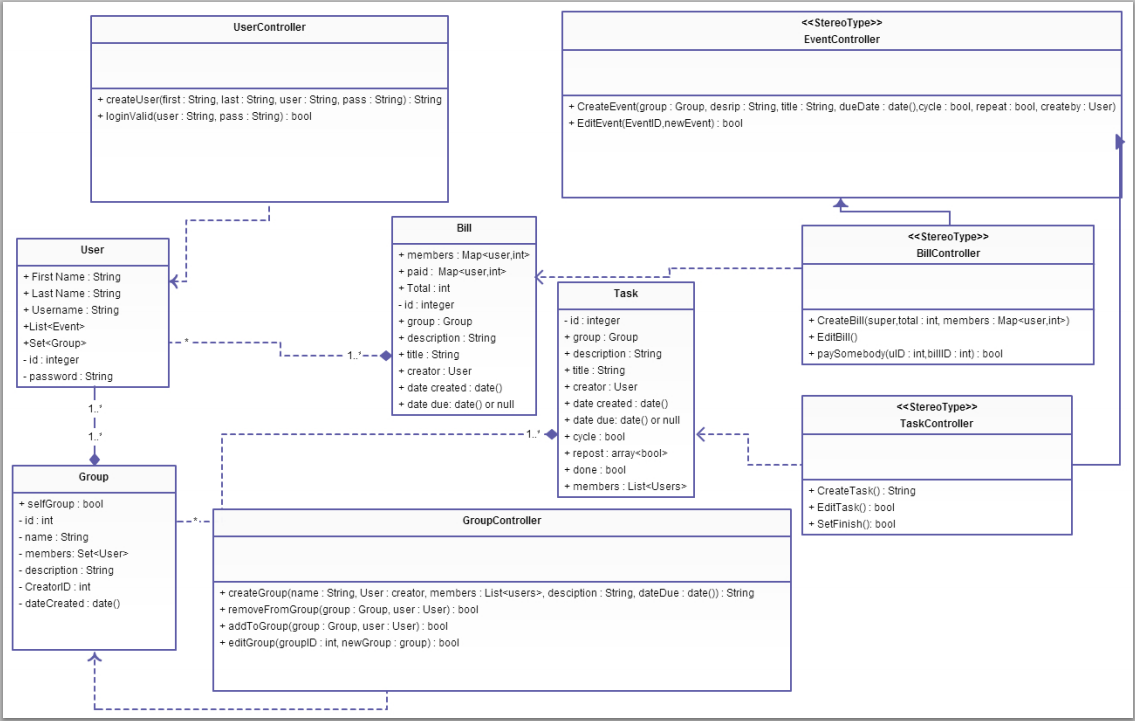 UserController
+ createUser(first : String, last : String, user : String, pass : String) : String
+ loginValid(user : String, pass : String) : bool
<<StereoType>>
EventController
+ CreateEvent(group : Group, desrip : String, title : String, dueDate : date(),cycle : bool, repeat : bool, createby : User)
+ EditEvent(EventID,newEvent) : bool
User
+ First Name : String
+ Last Name : String
+ Username : String
+List<Event>
+Set<Group>
- id : integer
- password : String
Bill
+ members : Map<user,int>
+ paid : Map<user,int>
+ Total : int
- id : integer
+ group : Group
+ description : String
+ title : String
+ creator : User
+ date created : date()
+ date due: date() or null
Task
- id : integer
+ group : Group
+ description : String
+ title : String
+ creator : User
+ date created : date()
+ date due: date() or null
+ cycle : bool
+ repost : array<bool>
+ done : bool
+ members : List<Users>
<<StereoType>>
BillController
+ CreateBill(super,total : int, members : Map<user,int>)
+ EditBill()
+ paySomebody(uID : int,billID : int) : bool
<<StereoType>>
TaskController
+ CreateTask() : String
+ EditTask() : bool
+ SetFinish(): bool
*
1..*
1..*
1..*
1..*
*
Group
+ selfGroup : bool
- id : int
- name : String
- members: Set<User>
- description : String
- CreatorID : int
- dateCreated : date()
GroupController
+ createGroup(name : String, User : creator, members : List<users>, desciption : String, dateDue : date()) : String
+ removeFromGroup(group : Group, user : User) : bool
+ addToGroup(group : Group, user : User) : bool
+ editGroup(groupID : int, newGroup : group) : bool